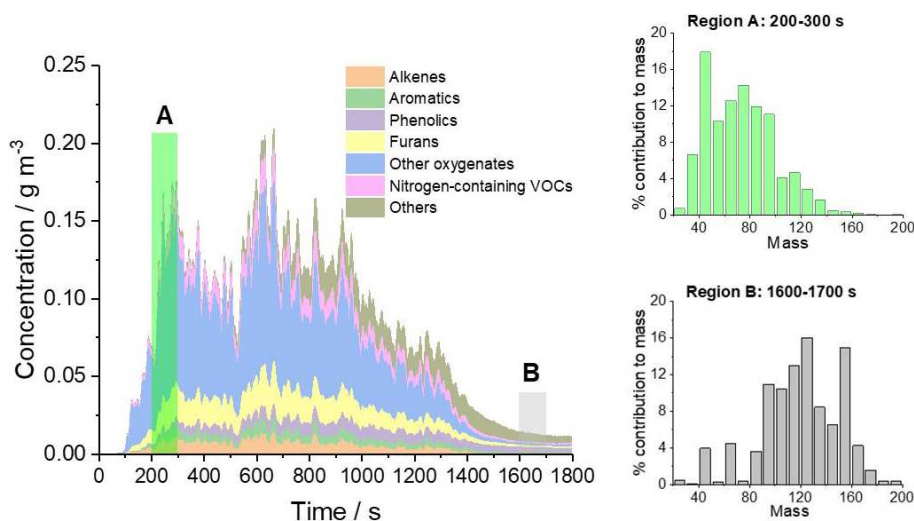 0.25
0.20
0.15
0.10
0.05
0.00
Concentration / g m⁻³
0 200 400 600 800 1000 1200 1400 1600 1800
Time / s
A
B
Alkenes
Aromatics
Phenolics
Furans
Other oxygenates
Nitrogen-containing VOCs
Others
Region A: 200-300 s
20
16
12
8
4
0
% contribution to mass
40 80 120 160 200
Mass
Region B: 1600-1700 s
20
16
12
8
4
0
% contribution to mass
40 80 120 160 200
Mass